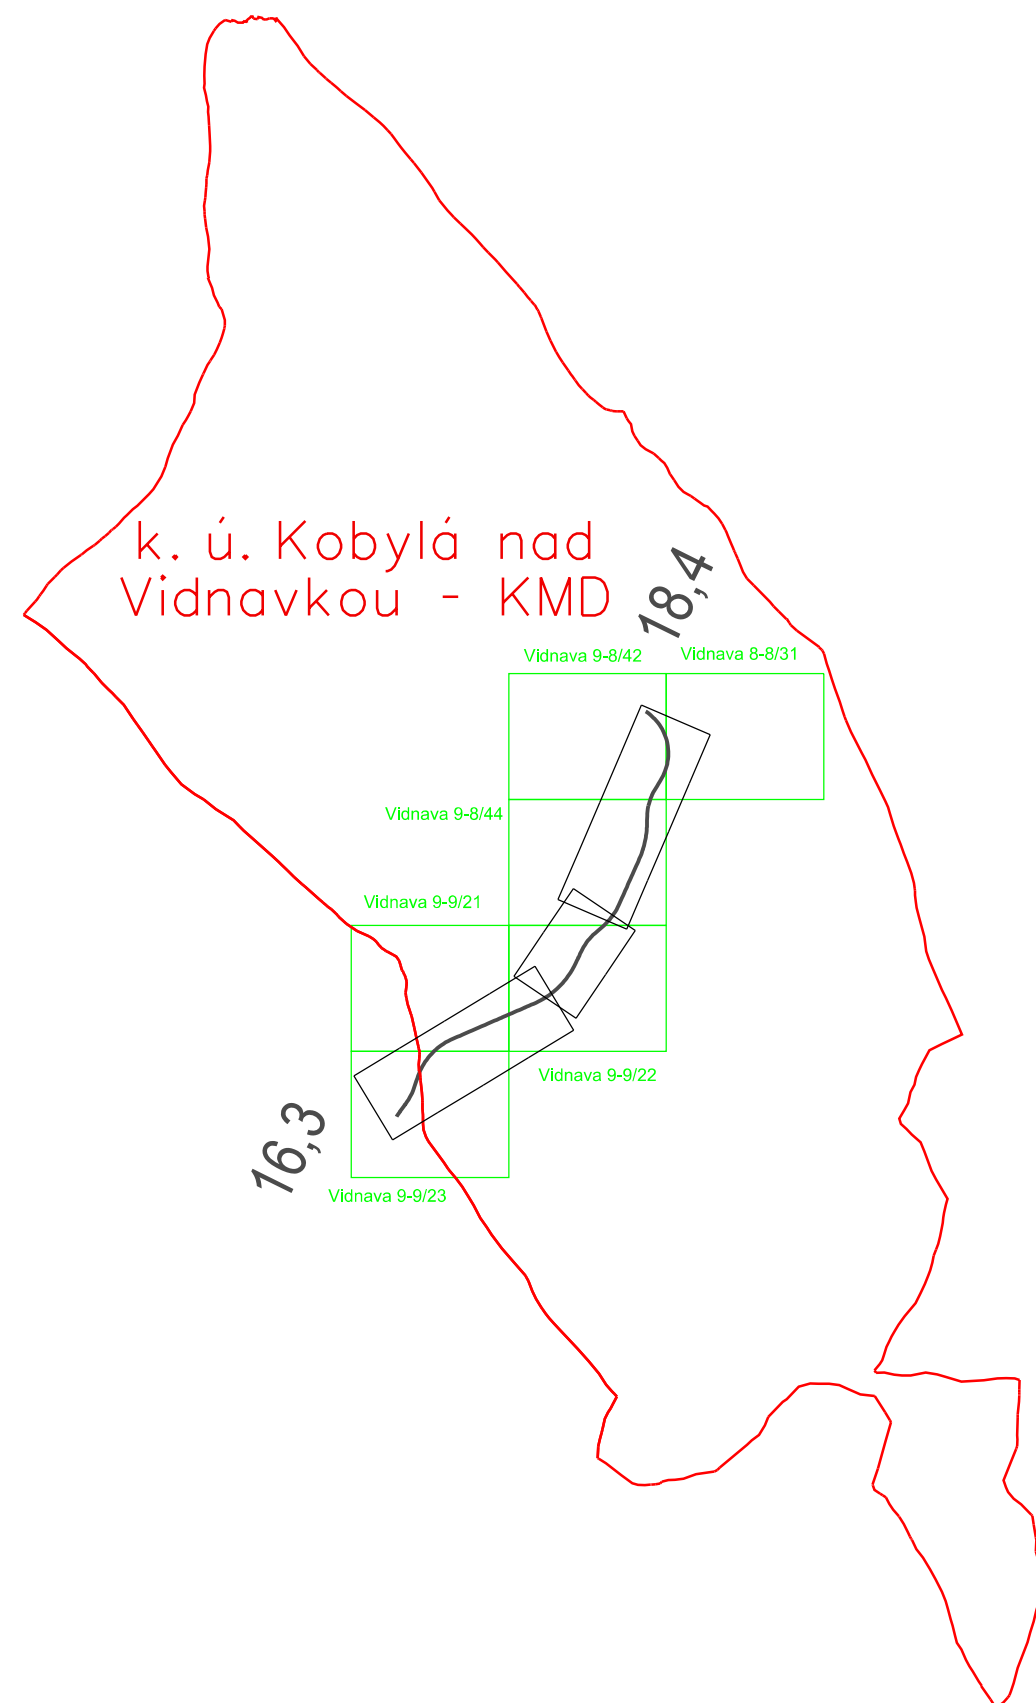 k. ú. Kobylá nad
Vidnavkou - KMD
18,4
Vidnava 9-8/42
Vidnava 8-8/31
Vidnava 9-8/44
Vidnava 9-9/21
Vidnava 9-9/22
16,3
Vidnava 9-9/23